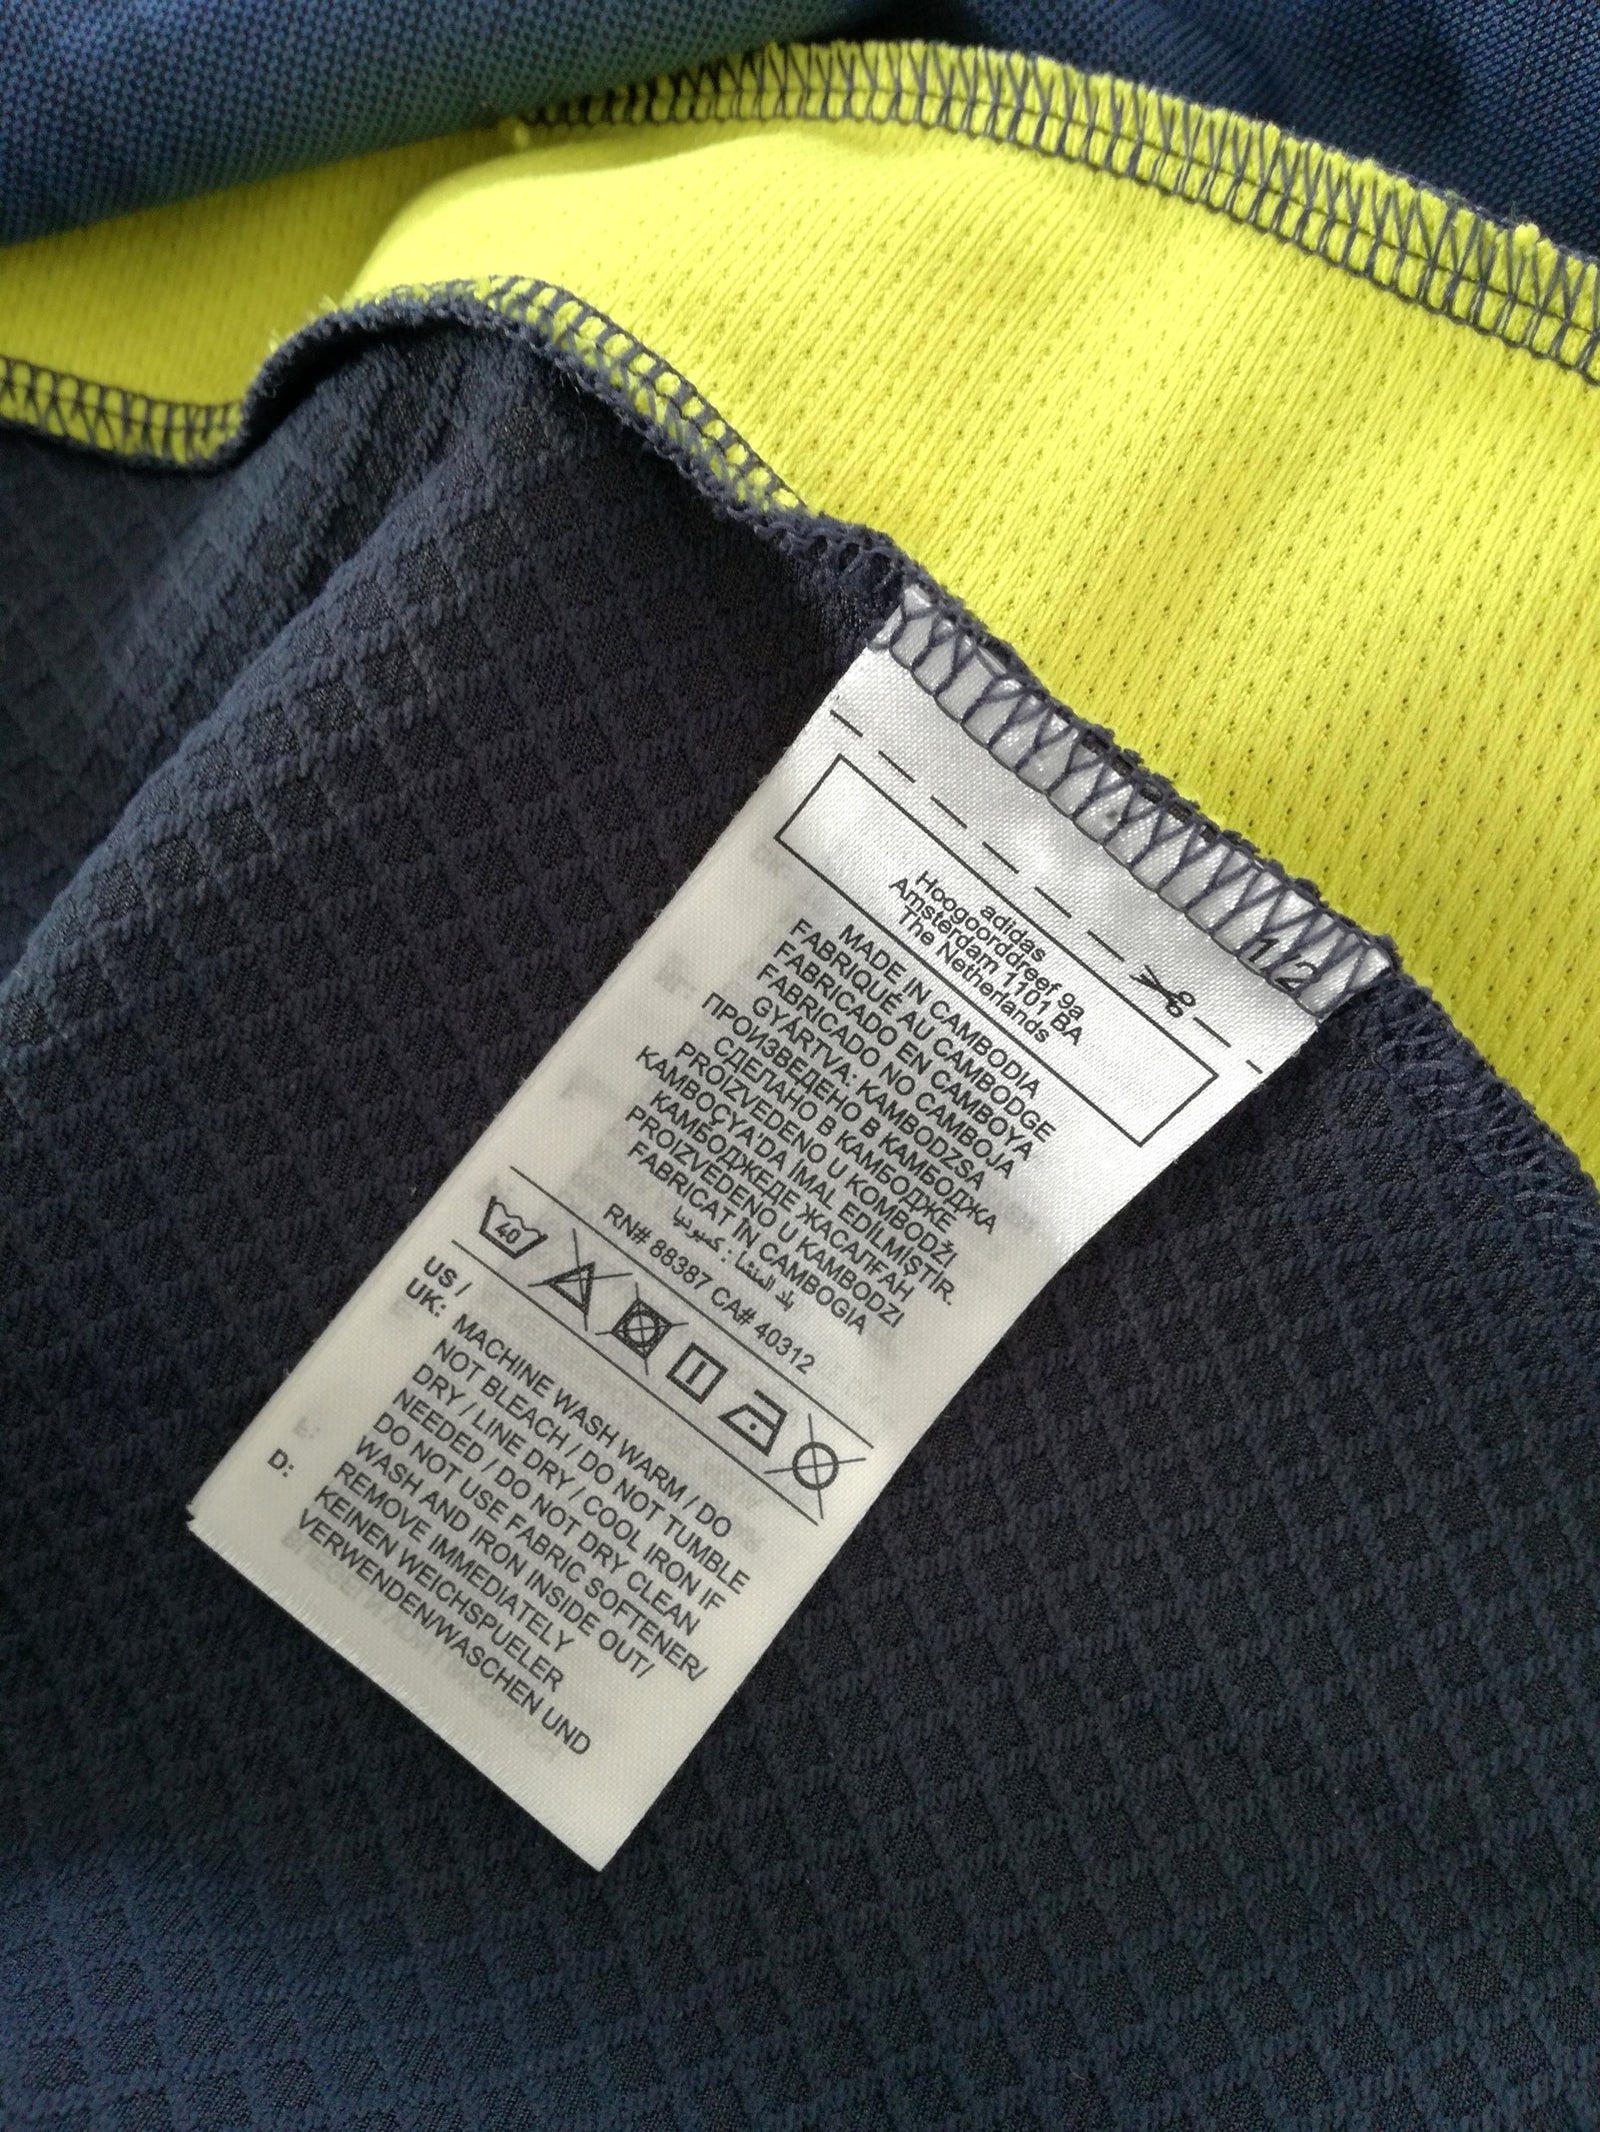 1/2
adidas
Hoogoorddreef 9a
Amsterdam 1101 BA
The Netherlands
MADE IN CAMBODIA
FABRIQUÉ AU CAMBODGE
FABRICADO EN CAMBOYA
FABRICADO NO CAMBOJA
GYÁRTVA: KAMBODZSA
ПРОИЗВЕДЕНО В КАМБОДЖА
СДЕЛАНО В КАМБОДЖЕ
PROIZVEDENO U KOMBODŽI
KAMBOÇYA'DA İMAL EDİLMİŞTİR.
КАМБОДЖЕДЕ ЖАСАЛҒАН
PROIZVEDENO U KAMBODZI
FABRICAT ÎN CAMBOGIA
بلد المنشأ : كمبوديا
RN# 88387 CA# 40312
40
US /
UK: MACHINE WASH WARM / DO
NOT BLEACH / DO NOT TUMBLE
DRY / LINE DRY / COOL IRON IF
NEEDED / DO NOT DRY CLEAN
DO NOT USE FABRIC SOFTENER/
WASH AND IRON INSIDE OUT/
REMOVE IMMEDIATELY
D: KEINEN WEICHSPUELER
VERWENDEN/WASCHEN UND